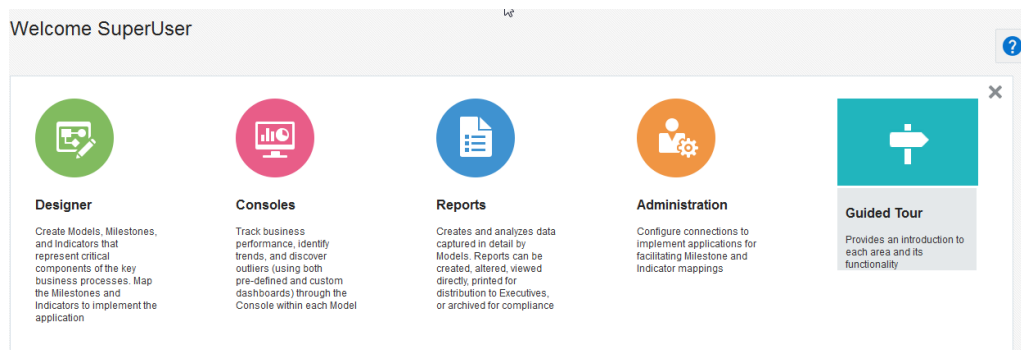 Welcome SuperUser
?
Designer
Create Models, Milestones,
and Indicators that
represent critical
components of the key
business processes. Map
the Milestones and
Indicators to implement the
application
Consoles
Track business
performance, identify
trends, and discover
outliers (using both
pre-defined and custom
dashboards) through the
Console within each Model
Reports
Creates and analyzes data
captured in detail by
Models. Reports can be
created, altered, viewed
directly, printed for
distribution to Executives,
or archived for compliance
Administration
Configure connections to
implement applications for
facilitating Milestone and
Indicator mappings
Guided Tour
Provides an introduction to
each area and its
functionality